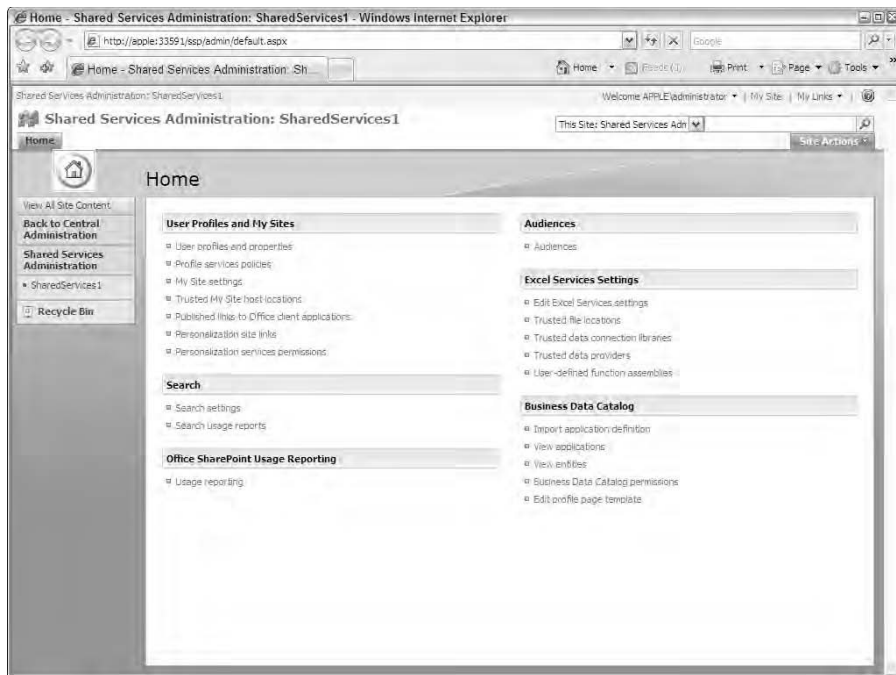 Home - Shared Services Administration: SharedServices1 - Windows Internet Explorer
http://apple:33591/ssp/admin/default.aspx
Google
Home - Shared Services Administration: Sh...
Home
Feeds (1)
Print
Page
Tools
Shared Services Administration: SharedServices1
Welcome APPLE\administrator | My Site | My Links |
Shared Services Administration: SharedServices1
This Site: Shared Services Adn
Home
Site Actions
Home
View All Site Content
Back to Central
Administration
Shared Services
Administration
SharedServices1
Recycle Bin
User Profiles and My Sites
User profiles and properties
Profile services policies
My Site settings
Trusted My Site host locations
Published links to Office client applications
Personalization site links
Personalization services permissions
Search
Search settings
Search usage reports
Office SharePoint Usage Reporting
Usage reporting
Audiences
Audiences
Excel Services Settings
Edit Excel Services settings
Trusted file locations
Trusted data connection libraries
Trusted data providers
User-defined function assemblies
Business Data Catalog
Import application definition
View applications
View entities
Business Data Catalog permissions
Edit profile page template